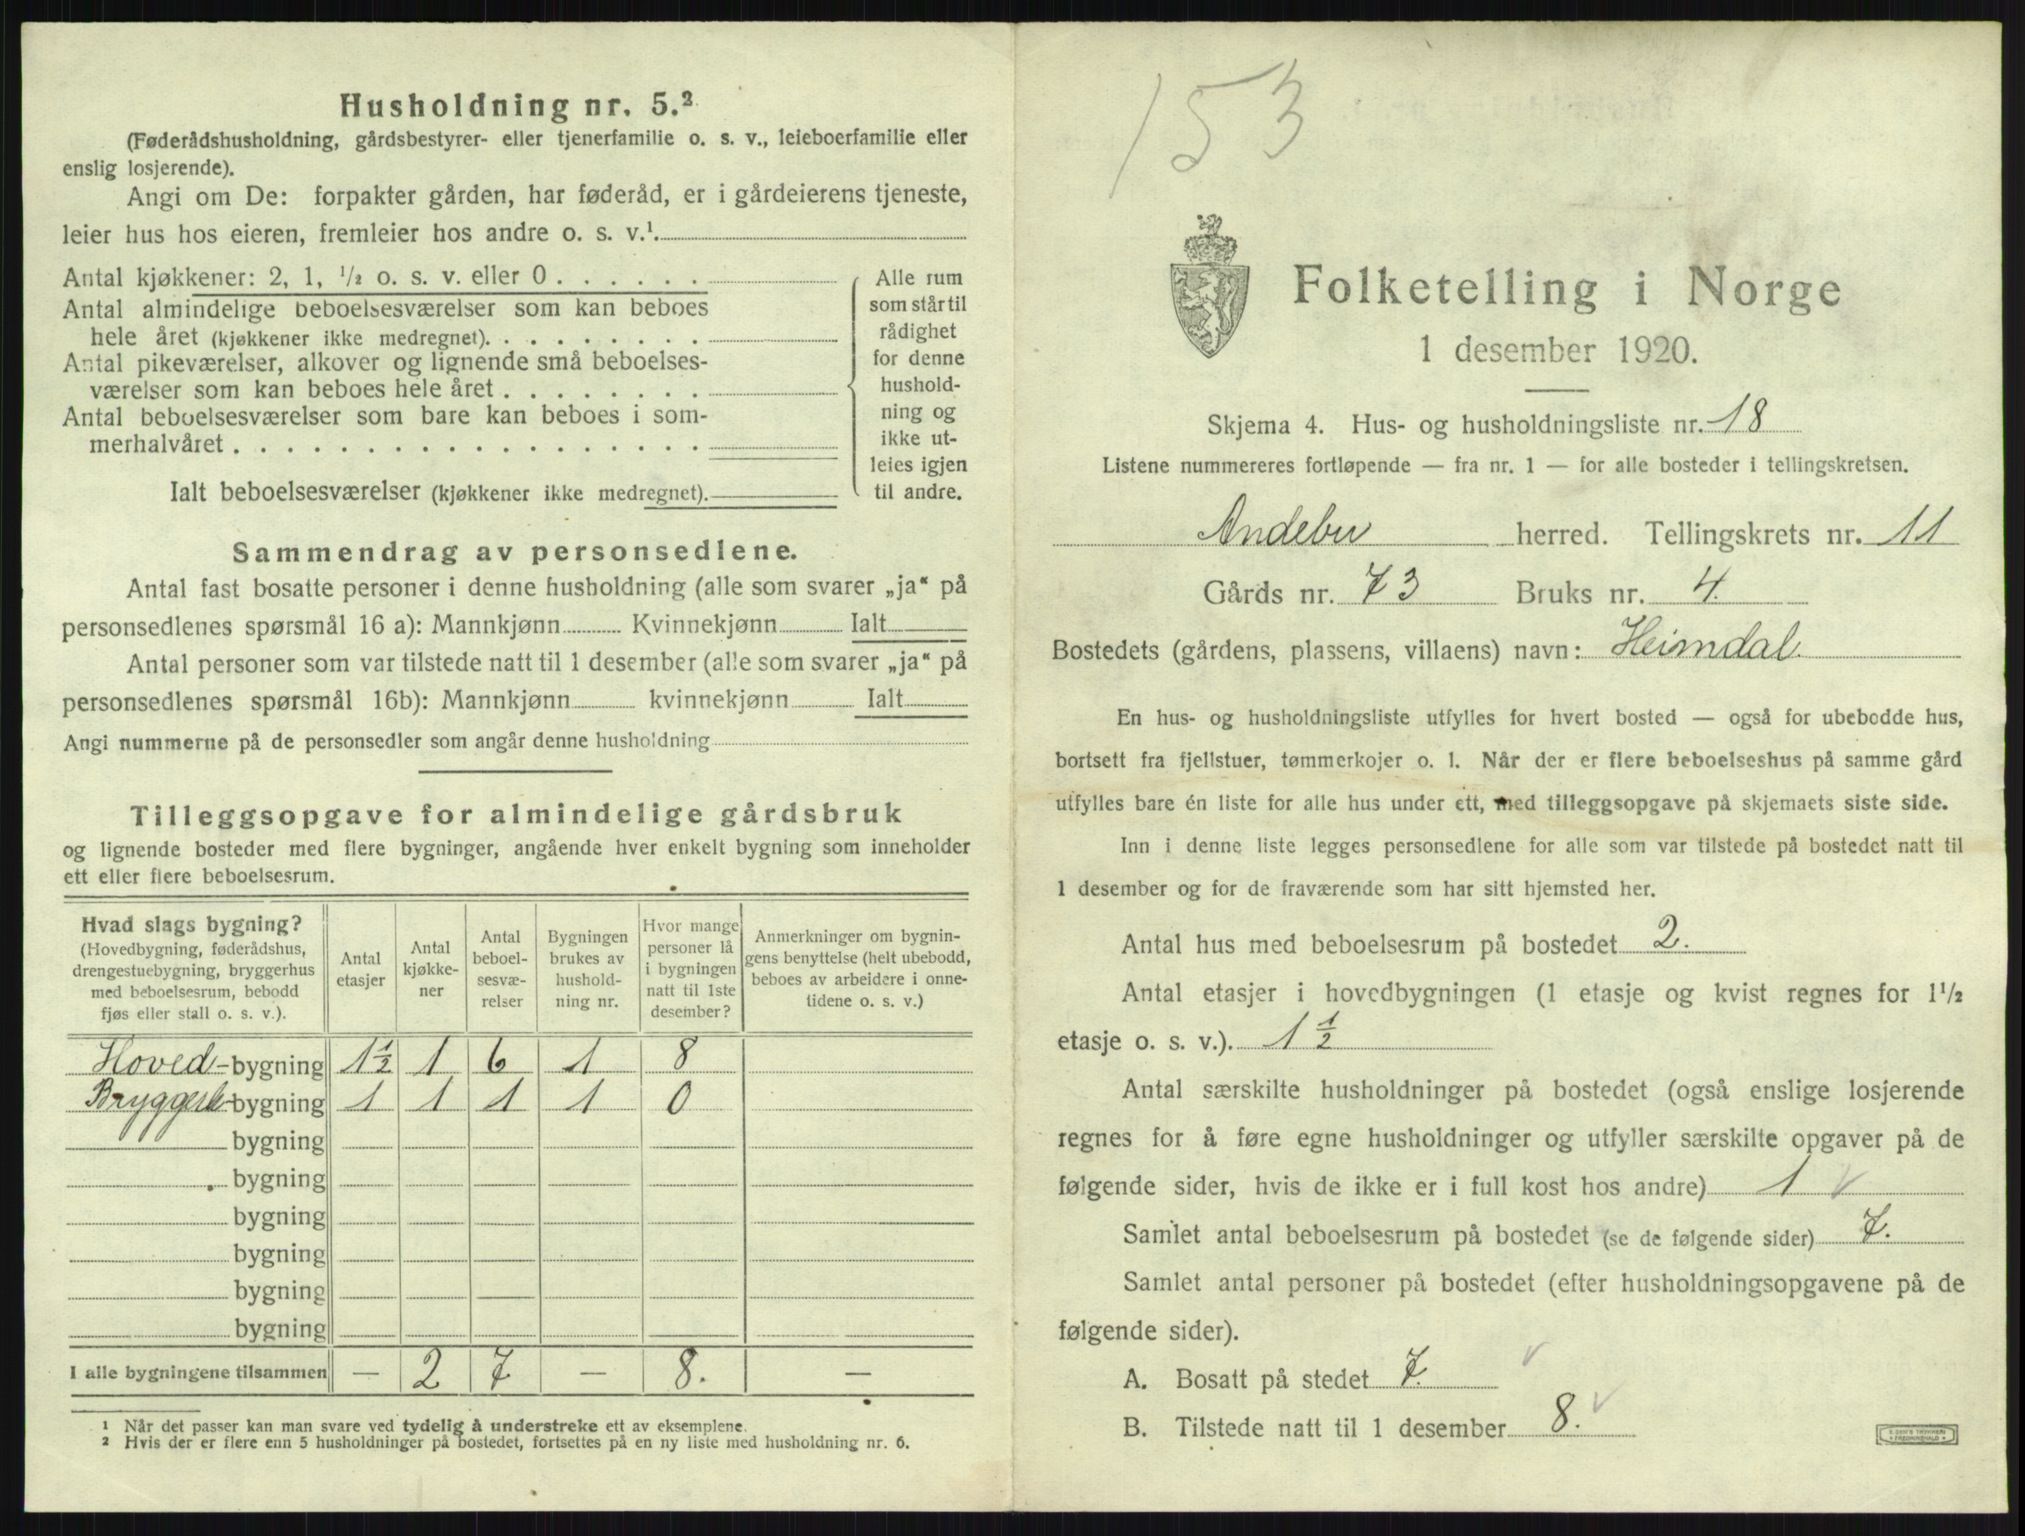 Husholdning nr. 5.²
(Føderådshusholdning, gårdsbestyrer- eller tjenerfamilie o. s. v., leieboerfamilie eller
enslig losjerende).
Angi om De: forpakter gården, har føderåd, er i gårdeierens tjeneste,
leier hus hos eieren, fremleier hos andre o. s. v.¹
Antal kjøkkener: 2, 1, ½ o. s. v. eller 0
Antal almindelige beboelsesværelser som kan beboes
hele året (kjøkkener ikke medregnet).
Antal pikeværelser, alkover og lignende små beboelses-
værelser som kan beboes hele året
Antal beboelsesværelser som bare kan beboes i som-
merhalvåret
Ialt beboelsesværelser (kjøkkener ikke medregnet).
Alle rum
som står til
rådighet
for denne
hushold-
ning og
ikke ut-
leies igjen
til andre.
Sammendrag av personsedlene.
Antal fast bosatte personer i denne husholdning (alle som svarer „ja“ på
personsedlenes spørsmål 16 a): Mannkjønn Kvinnekjønn Ialt
Antal personer som var tilstede natt til 1 desember (alle som svarer „ja“ på
personsedlenes spørsmål 16b): Mannkjønn kvinnekjønn Ialt
Angi nummerne på de personsedler som angår denne husholdning
Tilleggsopgave for almindelige gårdsbruk
og lignende bosteder med flere bygninger, angående hver enkelt bygning som inneholder
ett eller flere beboelsesrum.
Hvad slags bygning?
(Hovedbygning, føderådshus,
drengestuebygning, bryggerhus
med beboelsesrum, bebodd
fjøs eller stall o. s. v.).
Antal
etasjer
Antal
kjøkke-
ner
Antal
beboel-
sesvæ-
relser
Bygningen
brukes av
hushold-
ning nr.
Hvor mange
personer lå
i bygningen
natt til 1ste
desember?
Anmerkninger om bygnin-
gens benyttelse (helt ubebodd,
beboes av arbeidere i onne-
tidene o. s. v.)
Hoved-bygning 1½ 1 6 1 8
bygning 1 1 1 1 0
bygning
bygning
bygning
bygning
bygning
bygning
I alle bygningene tilsammen — 2 7 — 8. —
¹ Når det passer kan man svare ved tydelig å understreke ett av eksemplene.
² Hvis der er flere enn 5 husholdninger på bostedet, fortsettes på en ny liste med husholdning nr. 6.
153
Folketelling i Norge
1 desember 1920.
Skjema 4. Hus- og husholdningsliste nr. 18
Listene nummereres fortløpende — fra nr. 1 — for alle bosteder i tellingskretsen.
Andebu herred. Tellingskrets nr. 11
Gårds nr. 73 Bruks nr. 4.
Bostedets (gårdens, plassens, villaens) navn: Heimdal.
En hus- og husholdningsliste utfylles for hvert bosted — også for ubebodde hus,
bortsett fra fjellstuer, tømmerkojer o. l. Når der er flere beboelseshus på samme gård
utfylles bare én liste for alle hus under ett, med tilleggsopgave på skjemaets siste side.
Inn i denne liste legges personsedlene for alle som var tilstede på bostedet natt til
1 desember og for de fraværende som har sitt hjemsted her.
Antal hus med beboelsesrum på bostedet 2.
Antal etasjer i hovedbygningen (1 etasje og kvist regnes for 1½
etasje o. s. v.). 1½
Antal særskilte husholdninger på bostedet (også enslige losjerende
regnes for å føre egne husholdninger og utfyller særskilte opgaver på de
følgende sider, hvis de ikke er i full kost hos andre) 1 ✓
Samlet antal beboelsesrum på bostedet (se de følgende sider) 7.
Samlet antal personer på bostedet (efter husholdningsopgavene på de
følgende sider).
A. Bosatt på stedet 7. ✓
B. Tilstede natt til 1 desember 8. ✓